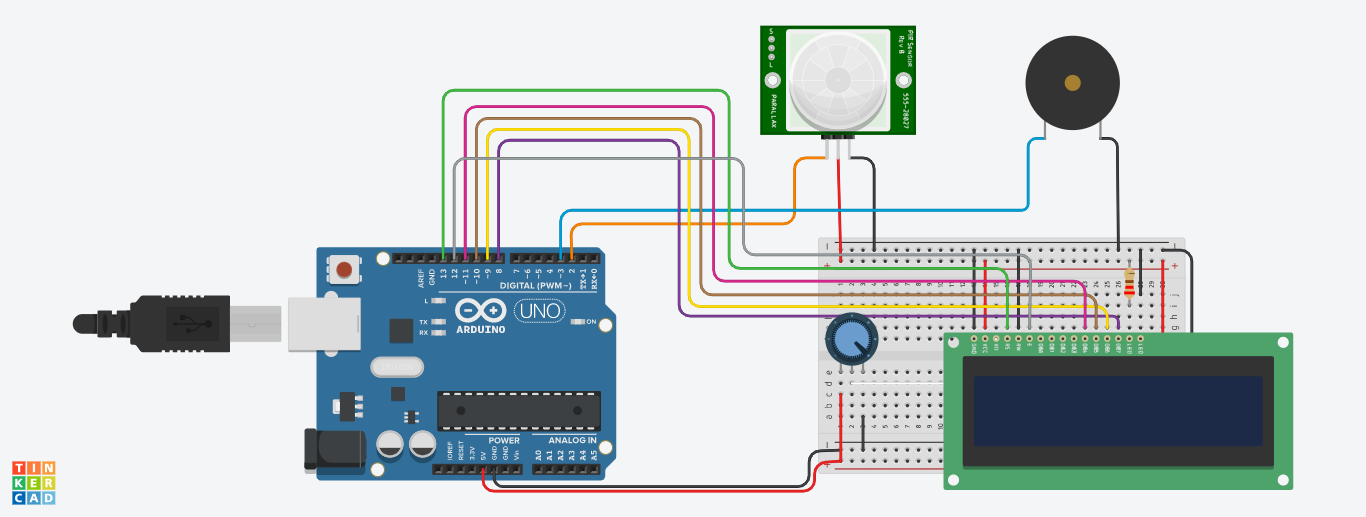 PIR SENSOR
Rev B
S
L
PARALLAX
555-28027
AREF
GND
13
12
~11
~10
~9
8
7
~6
~5
4
~3
2
TX→1
RX←0
DIGITAL (PWM~)
L
TX
RX
ARDUINO
UNO
ON
POWER
ANALOG IN
IOREF
RESET
3.3V
5V
GND
GND
Vin
A0
A1
A2
A3
A4
A5
GND
VCC
RS
RW
E
DB0
DB1
DB2
DB3
DB4
DB5
DB6
DB7
LED
LED
j
i
h
g
e
d
c
b
a
TIN
KER
CAD